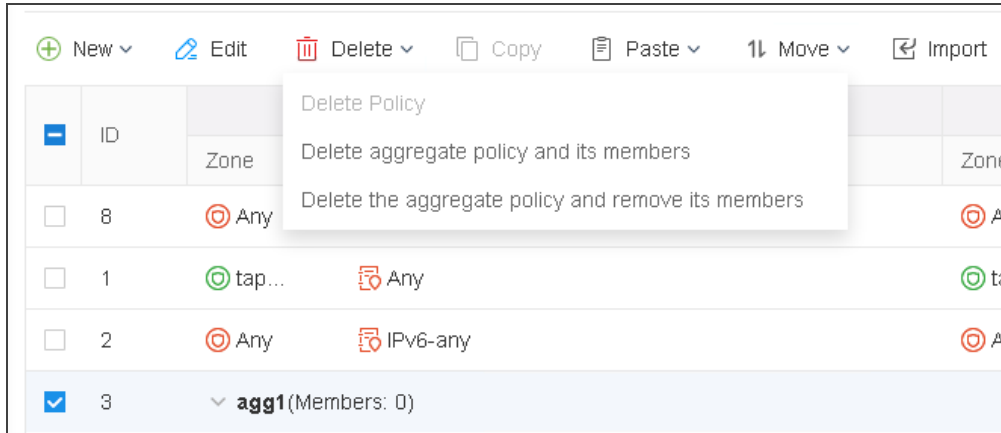 New Edit Delete Copy Paste Move Import
Delete Policy
ID
Zone Delete aggregate policy and its members Zone
Delete the aggregate policy and remove its members
8 Any
1 tap... Any
2 Any IPv6-any
3 agg1(Members: 0)